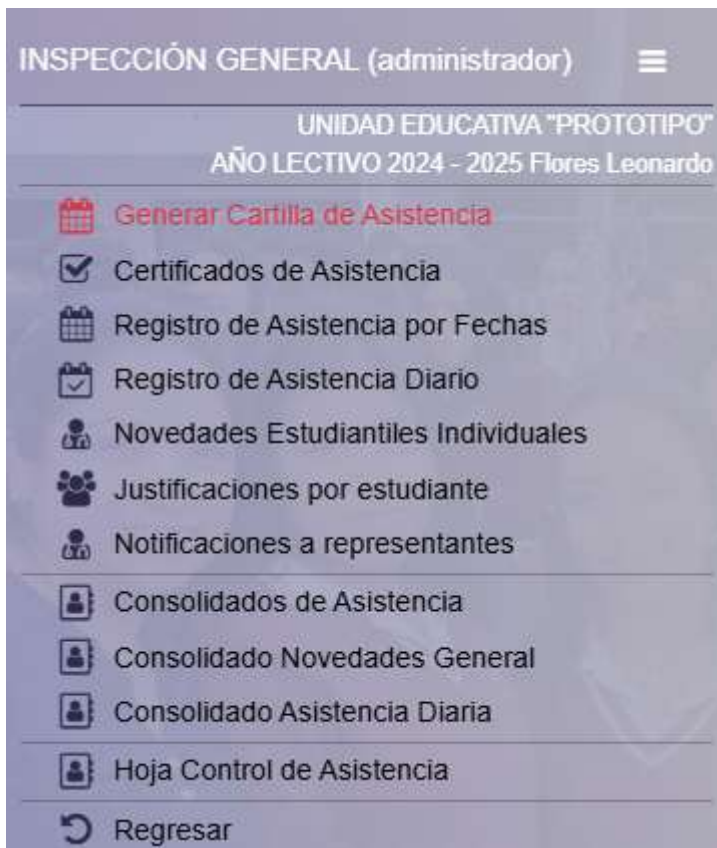 INSPECCIÓN GENERAL (administrador)
UNIDAD EDUCATIVA "PROTOTIPO"
AÑO LECTIVO 2024 - 2025 Flores Leonardo
Generar Cartilla de Asistencia
Certificados de Asistencia
Registro de Asistencia por Fechas
Registro de Asistencia Diario
Novedades Estudiantiles Individuales
Justificaciones por estudiante
Notificaciones a representantes
Consolidados de Asistencia
Consolidado Novedades General
Consolidado Asistencia Diaria
Hoja Control de Asistencia
Regresar